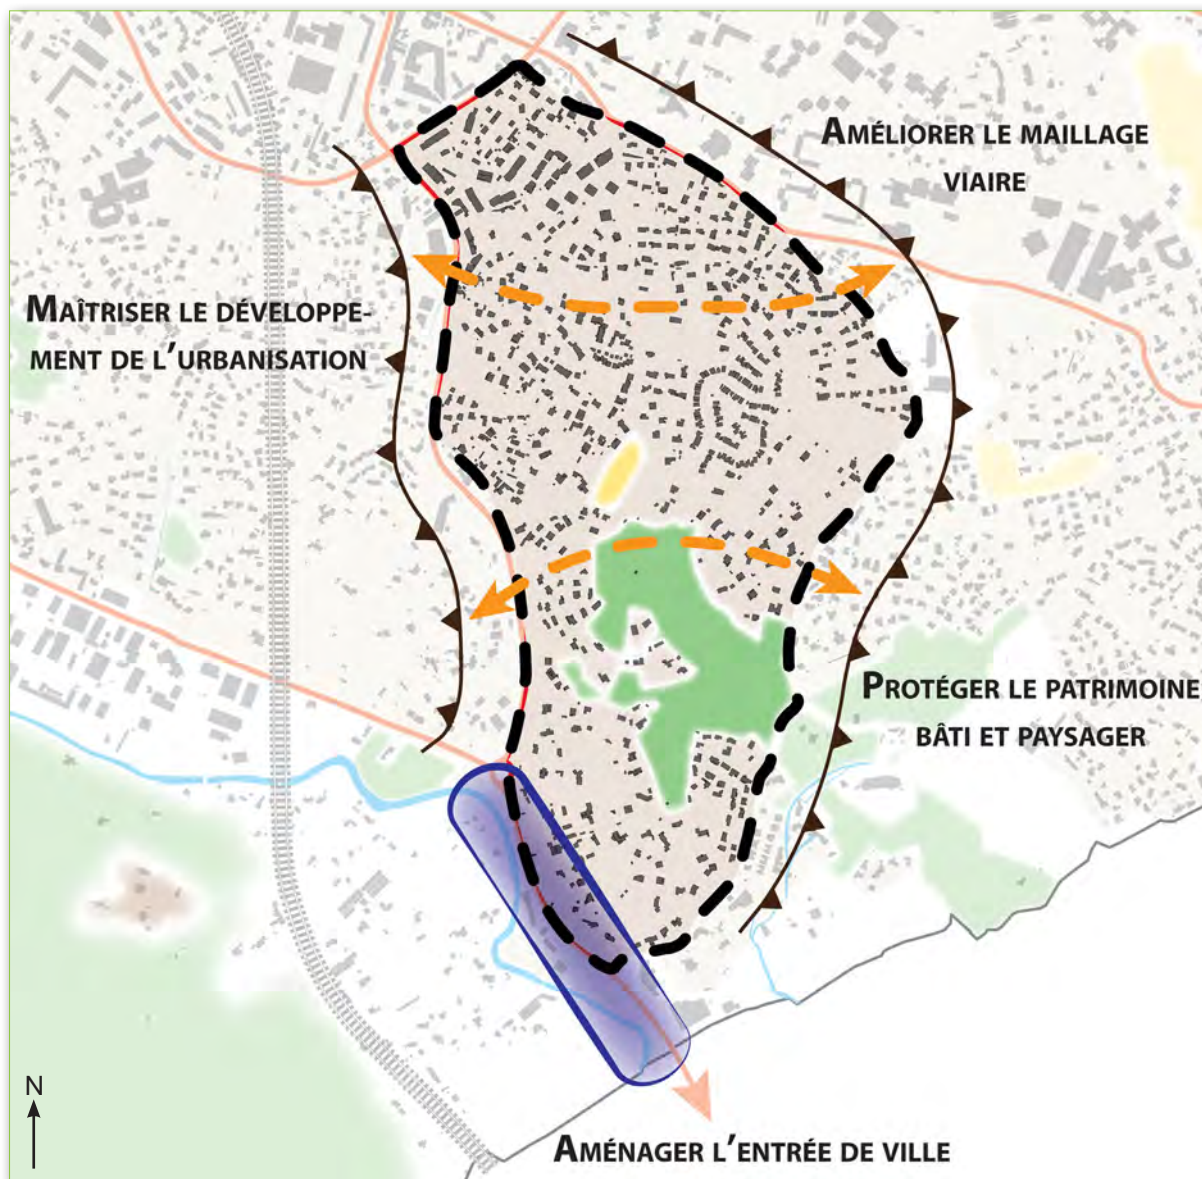 AMÉLIORER LE MAILLAGE
VIAIRE
MAÎTRISER LE DÉVELOPPE-
MENT DE L'URBANISATION
PROTÉGER LE PATRIMOINE
BÂTI ET PAYSAGER
N
AMÉNAGER L'ENTRÉE DE VILLE